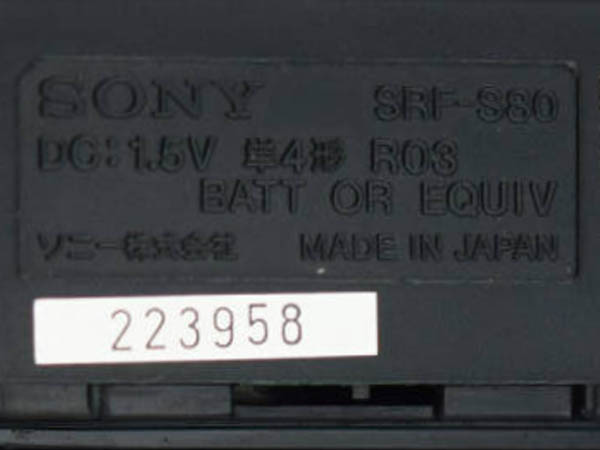 SONY SRF-S80
DC:1.5V 単4形 R03
BATT OR EQUIV
ソニー株式会社 MADE IN JAPAN
223958